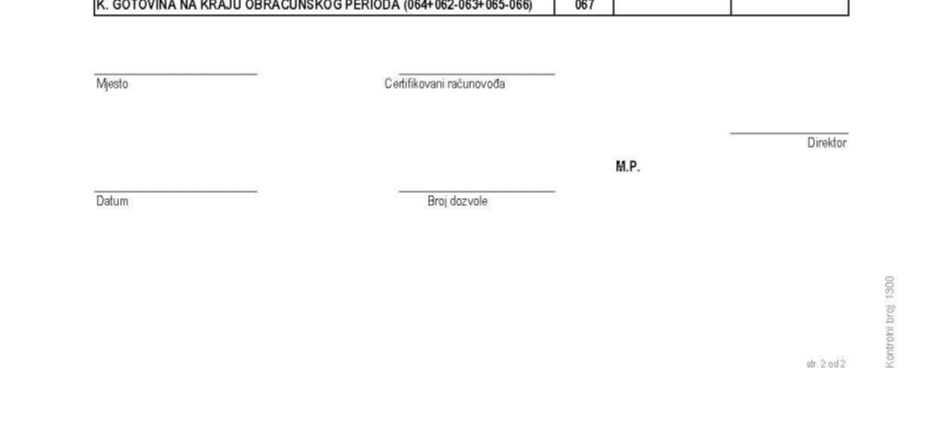 K. GOTOVINA NA KRAJU OBRAČUNSKOG PERIODA (064+062-063+065-066) 067
Mjesto
Certifikovani računovođa
Direktor
M.P.
Datum
Broj dozvole
Kontrolni broj: 1300
str. 2 od 2